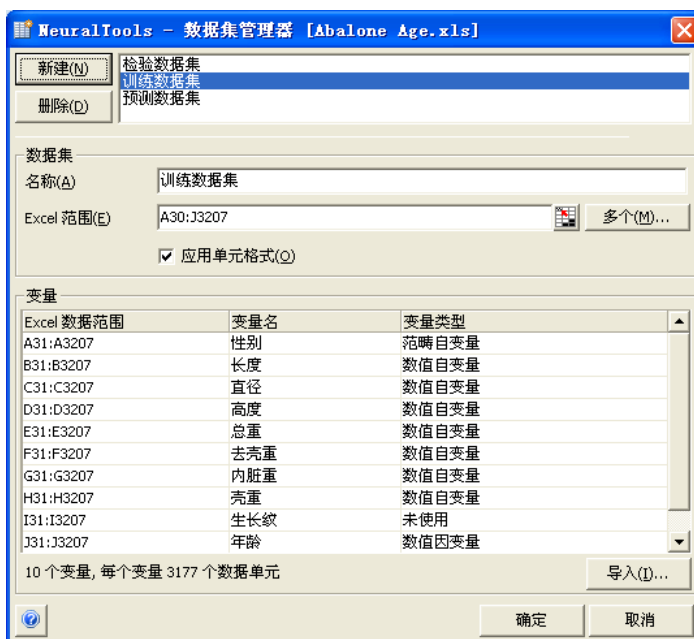 NeuralTools - 数据集管理器 [Abalone Age.xls]
新建(N)
删除(D)
检验数据集
训练数据集
预测数据集
数据集
名称(A) 训练数据集
Excel 范围(E) A30:J3207 多个(M)...
应用单元格式(O)
变量
Excel 数据范围 变量名 变量类型
A31:A3207 性别 范畴自变量
B31:B3207 长度 数值自变量
C31:C3207 直径 数值自变量
D31:D3207 高度 数值自变量
E31:E3207 总重 数值自变量
F31:F3207 去壳重 数值自变量
G31:G3207 内脏重 数值自变量
H31:H3207 壳重 数值自变量
I31:I3207 生长纹 未使用
J31:J3207 年龄 数值因变量
10 个变量, 每个变量 3177 个数据单元 导入(I)...
确定 取消